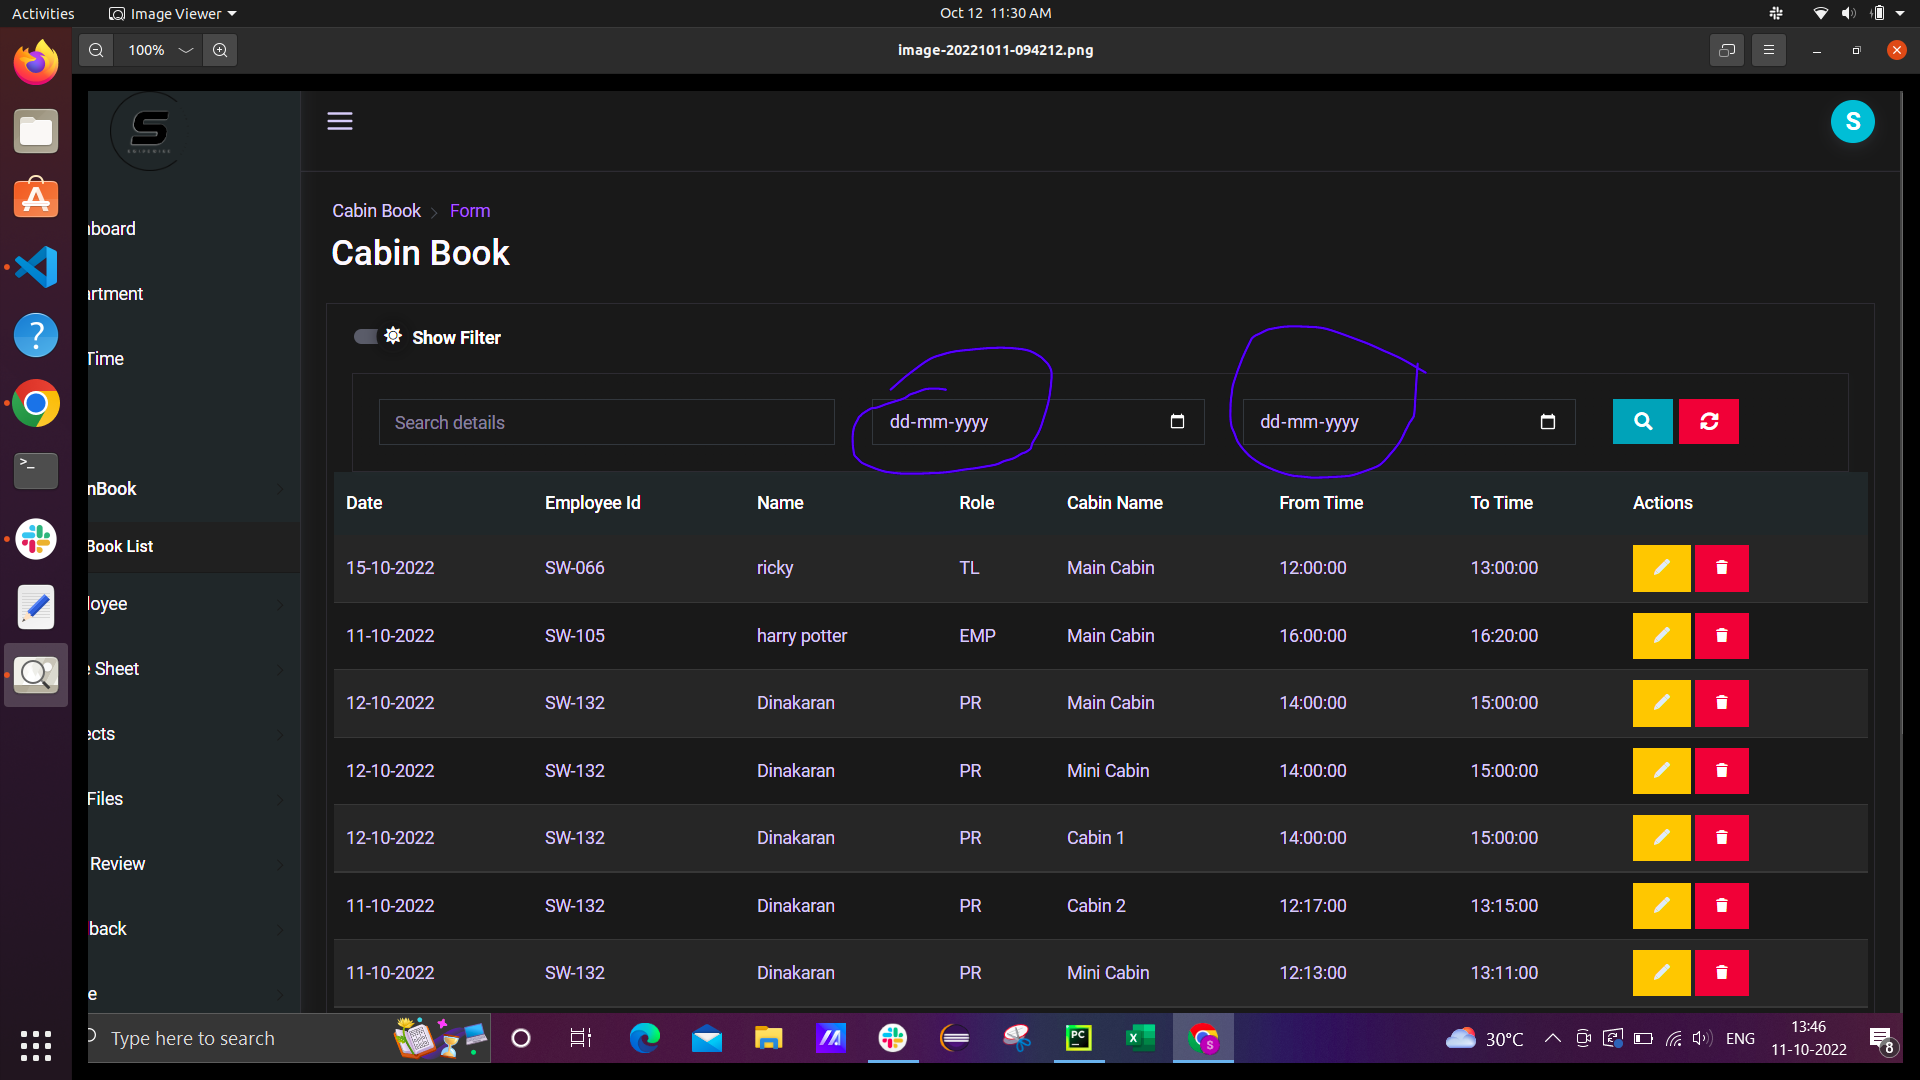 Activities
Image Viewer
Oct 12 11:30 AM
100%
image-20221011-094212.png
S
S
Cabin Book
Form
Cabin Book
Show Filter
Search details
dd-mm-yyyy
dd-mm-yyyy
Date Employee Id Name Role Cabin Name From Time To Time Actions
15-10-2022 SW-066 ricky TL Main Cabin 12:00:00 13:00:00
11-10-2022 SW-105 harry potter EMP Main Cabin 16:00:00 16:20:00
12-10-2022 SW-132 Dinakaran PR Main Cabin 14:00:00 15:00:00
12-10-2022 SW-132 Dinakaran PR Mini Cabin 14:00:00 15:00:00
12-10-2022 SW-132 Dinakaran PR Cabin 1 14:00:00 15:00:00
11-10-2022 SW-132 Dinakaran PR Cabin 2 12:17:00 13:15:00
11-10-2022 SW-132 Dinakaran PR Mini Cabin 12:13:00 13:11:00
board
artment
Time
nBook
Book List
loyee
Sheet
ects
Files
Review
back
e
Type here to search
PC
S
30°C
ENG
13:46
11-10-2022
8